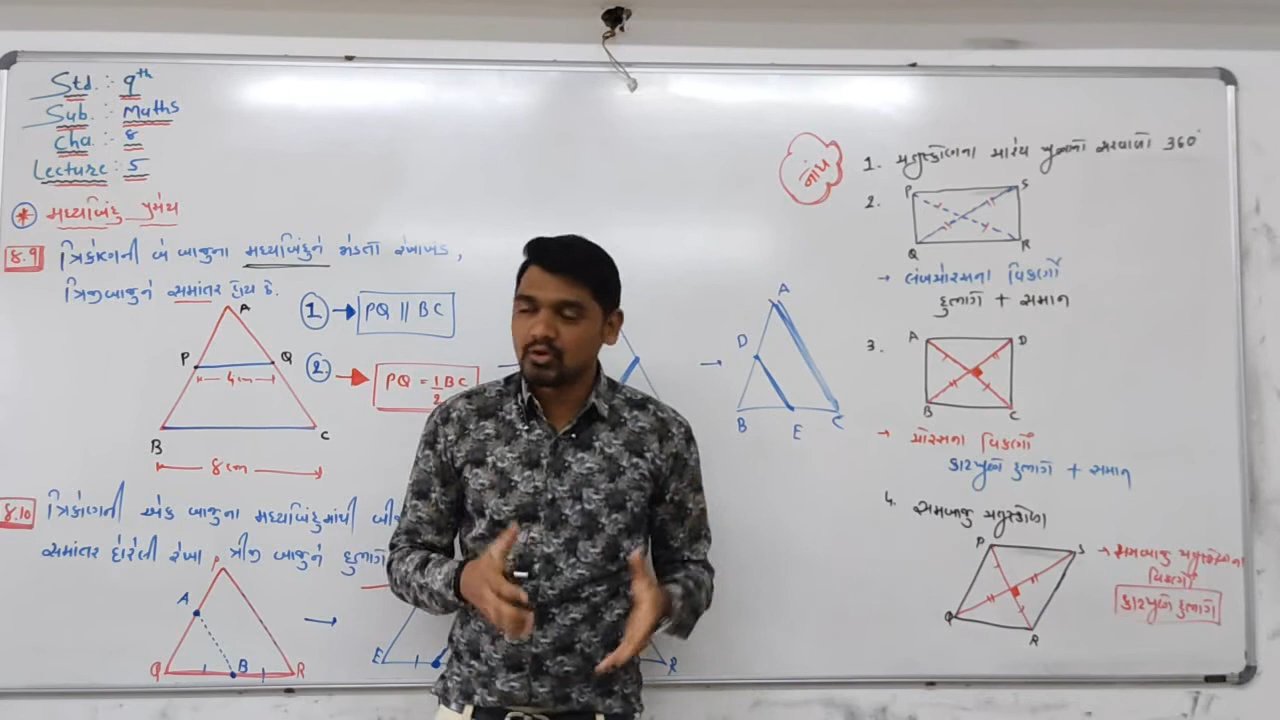 Std. :- 9th
Sub. :- Maths
Cha. :- 8
Lecture :- 5
* મધ્યબિંદુ પ્રમેય
8.9 ત્રિકોણની બે બાજુના મધ્યબિંદુને જોડતા રેખાખંડ,
ત્રિજીબાજુને સમાંતર હોય છે.
A
P Q
4cm
B C
8cm
1 → PQ || BC
2. → PQ = 1/2 BC
A
D
B E C
8.10 ત્રિકોણની એક બાજુના મધ્યબિંદુમાંથી
સમાંતર દોરેલી રેખા ત્રીજી બાજુને દુભાગે
P
A
Q B R
E R
નોંધ
1. ચતુષ્કોણના ચારેય ખૂણાનો સરવાળો 360°
2.
P S
Q R
→ લંબચોરસના વિકર્ણો
દુભાગે + સમાન
3.
A D
B C
→ ચોરસના વિકર્ણો
કાટખૂણે દુભાગે + સમાન
4. સમબાજુ ચતુષ્કોણ
P S
Q R
→ સમબાજુ ચતુષ્કોણના
વિકર્ણો
કાટખૂણે દુભાગે